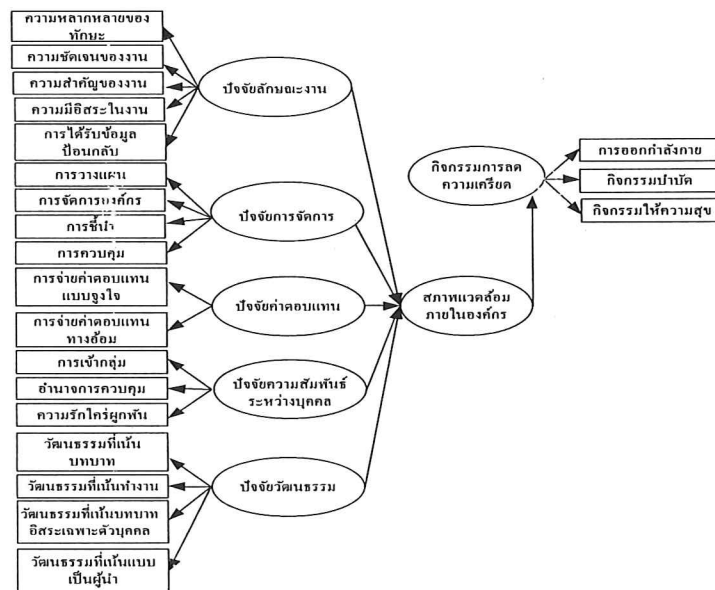 ความหลากหลายของ
ทักษะ
ความชัดเจนของงาน
ความสำคัญของงาน
ความมีอิสระในงาน
การได้รับข้อมูล
ป้อนกลับ
ปัจจัยลักษณะงาน
การวางแผน
การจัดการองค์กร
การชี้นำ
การควบคุม
ปัจจัยการจัดการ
การจ่ายค่าตอบแทน
แบบจูงใจ
การจ่ายค่าตอบแทน
ทางอ้อม
ปัจจัยค่าตอบแทน
การเข้ากลุ่ม
อำนาจการควบคุม
ความรักใคร่ผูกพัน
ปัจจัยความสัมพันธ์
ระหว่างบุคคล
วัฒนธรรมที่เน้น
บทบาท
วัฒนธรรมที่เน้นทำงาน
วัฒนธรรมที่เน้นบทบาท
อิสระเฉพาะตัวบุคคล
วัฒนธรรมที่เน้นแบบ
เป็นผู้นำ
ปัจจัยวัฒนธรรม
สภาพแวดล้อม
ภายในองค์กร
กิจกรรมการลด
ความเครียด
การออกกำลังกาย
กิจกรรมบำบัด
กิจกรรมให้ความสุข